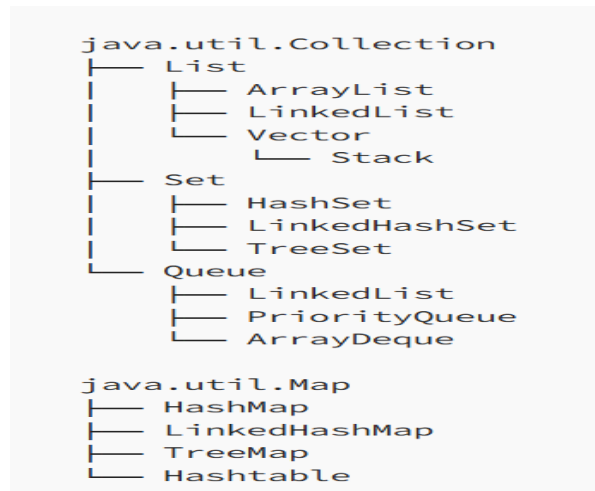 java.util.Collection
├── List
│   ├── ArrayList
│   ├── LinkedList
│   └── Vector
│       └── Stack
├── Set
│   ├── HashSet
│   ├── LinkedHashSet
│   └── TreeSet
└── Queue
    ├── LinkedList
    ├── PriorityQueue
    └── ArrayDeque
java.util.Map
├── HashMap
├── LinkedHashMap
├── TreeMap
└── Hashtable